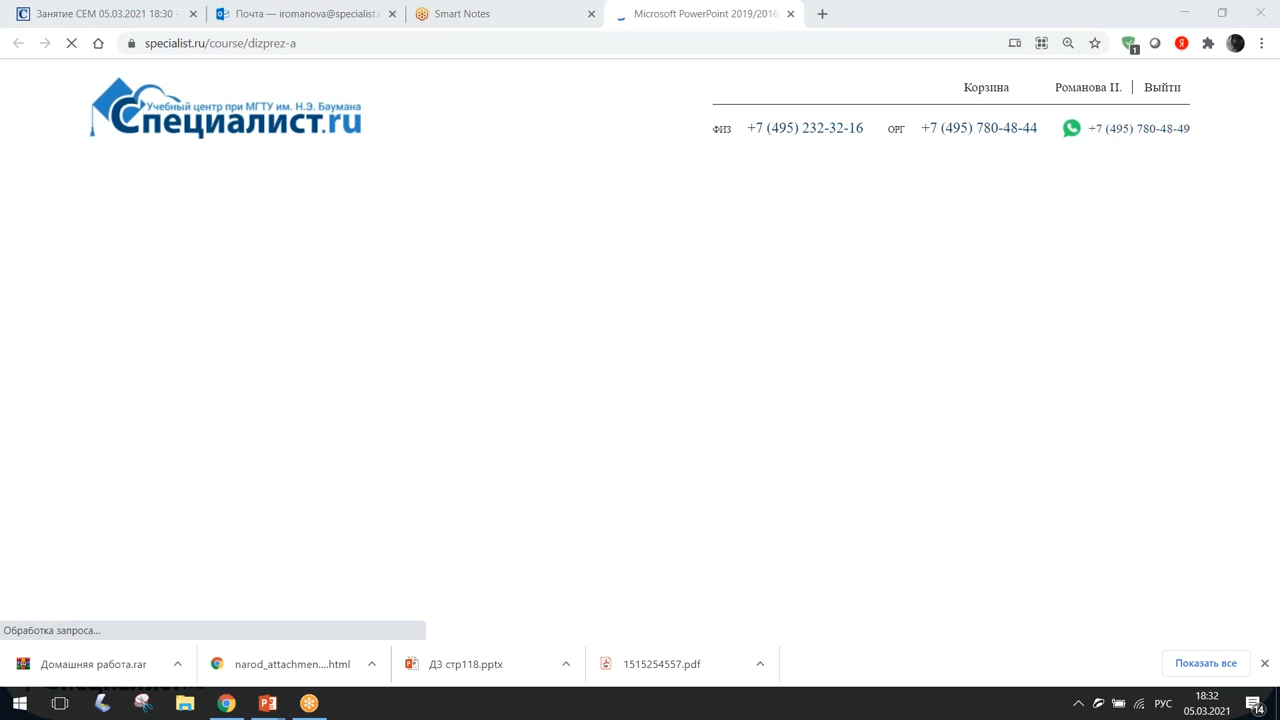 Занятие СЕМ 05.03.2021 18:30 -
Почта — iromanova@specialist.r
Smart Notes
Microsoft PowerPoint 2019/2016.
specialist.ru/course/dizprez-a
1
Я
Корзина
Романова И.
Выйти
Учебный центр при МГТУ им. Н.Э. Баумана
Специалист.ru
ФИЗ +7 (495) 232-32-16
ОРГ +7 (495) 780-48-44
+7 (495) 780-48-49
Обработка запроса...
Домашняя работа.rar
narod_attachmen....html
ДЗ стр118.pptx
1515254557.pdf
Показать все
РУС
18:32
05.03.2021
14